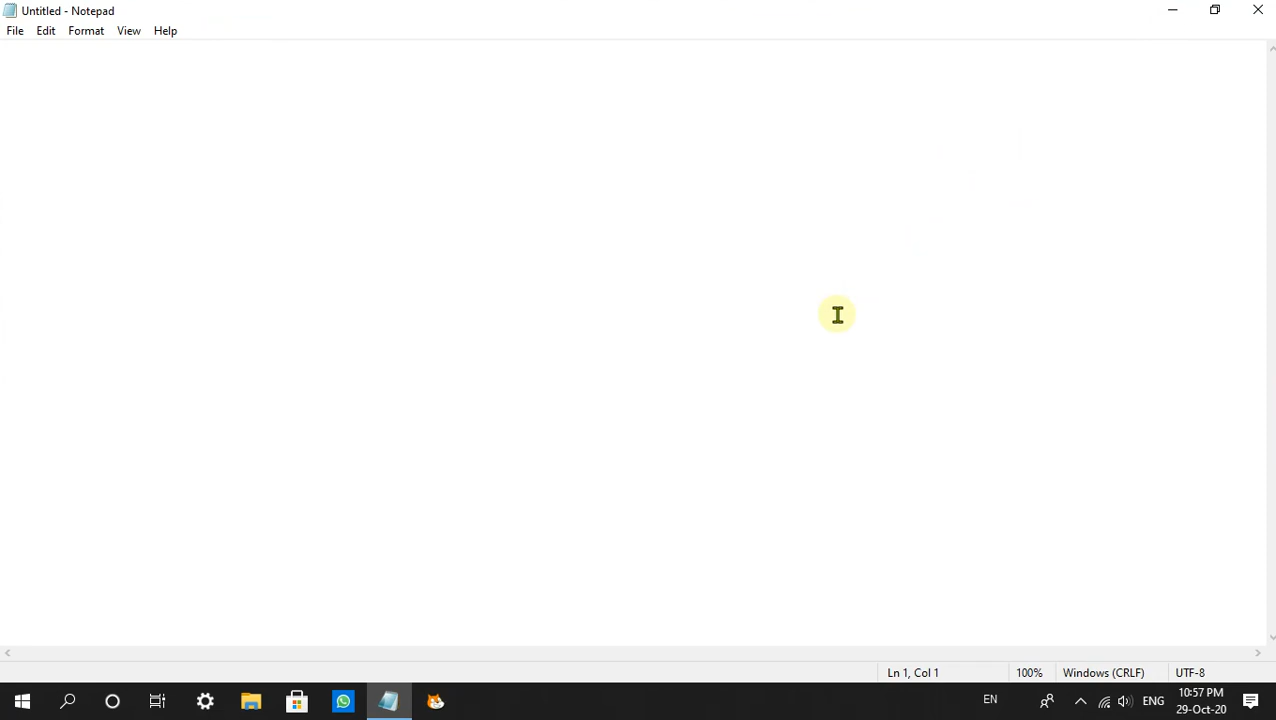 Untitled - Notepad
File Edit Format View Help
Ln 1, Col 1 100% Windows (CRLF) UTF-8
EN ENG 10:57 PM
29-Oct-20